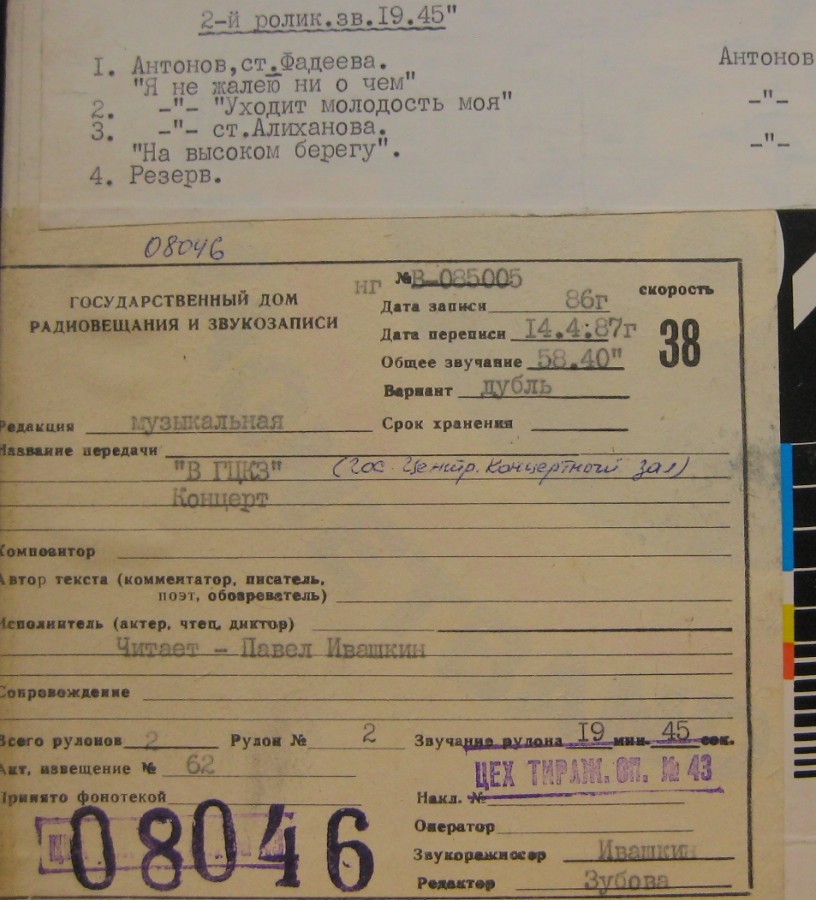 2-й ролик.зв.I9.45"
I. Антонов,ст.Фадеева. Антонов
"Я не жалею ни о чем"
2. -"- "Уходит молодость моя" -"-
3. -"- ст.Алиханова.
"На высоком берегу". -"-
4. Резерв.
08046
нг №В-085005
ГОСУДАРСТВЕННЫЙ ДОМ
РАДИОВЕЩАНИЯ И ЗВУКОЗАПИСИ
скорость
38
Дата записи 86г
Дата переписи 14.4.87г
Общее звучание 58.40"
Вариант дубль
Редакция музыкальная Срок хранения
Название передачи
"В ГЦКЗ" (Гос. Центр. Концертный зал)
Концерт
Композитор
Автор текста (комментатор, писатель,
поэт, обозреватель)
Исполнитель (актер, чтец, диктор)
Читает - Павел Ивашкин
Сопровождение
Всего рулонов 2 Рулон № 2 Звучание рулона I9 мин. 45 сек.
Акт. извещение № 62
ЦЕХ ТИРАЖ. ОП. № 43
Принято фонотекой Накл. №
08046
Оператор
Звукорежиссер Ивашкин
Редактор Зубова